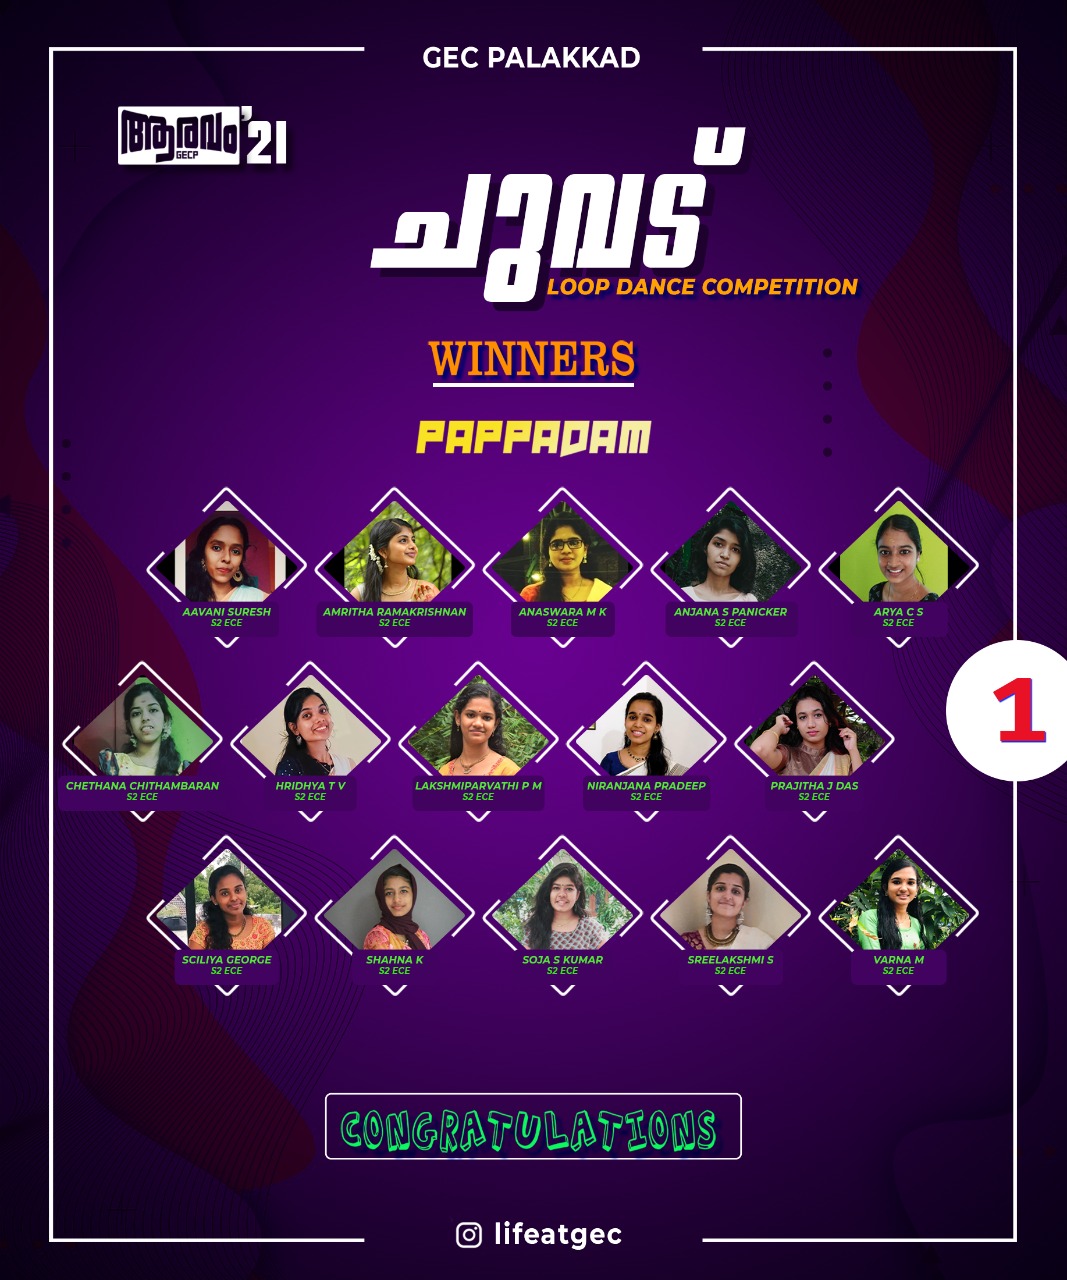 GEC PALAKKAD
ആരവം'21
GECP
ചുവട്
LOOP DANCE COMPETITION
WINNERS
PAPPADAM
AAVANI SURESH
S2 ECE
AMRITHA RAMAKRISHNAN
S2 ECE
ANASWARA M K
S2 ECE
ANJANA S PANICKER
S2 ECE
ARYA C S
S2 ECE
1
CHETHANA CHITHAMBARAN
S2 ECE
HRIDHYA T V
S2 ECE
LAKSHMIPARVATHI P M
S2 ECE
NIRANJANA PRADEEP
S2 ECE
PRAJITHA J DAS
S2 ECE
SCILIYA GEORGE
S2 ECE
SHAHNA K
S2 ECE
SOJA S KUMAR
S2 ECE
SREELAKSHMI S
S2 ECE
VARNA M
S2 ECE
CONGRATULATIONS
lifeatgec